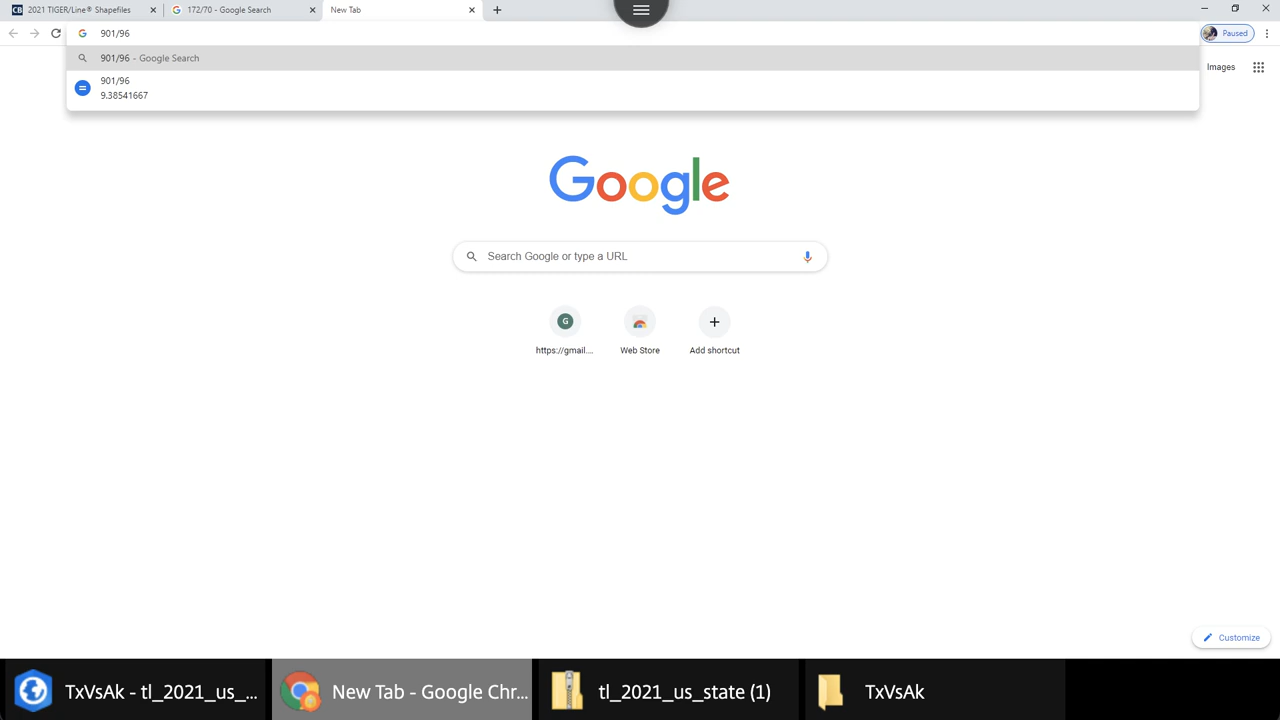 2021 TIGER/Line® Shapefiles
172/70 - Google Search
New Tab
901/96
Paused
901/96 - Google Search
901/96
9.38541667
Images
Google
Search Google or type a URL
G
https://gmail....
Web Store
Add shortcut
Customize
TxVsAk - tl_2021_us_...
New Tab - Google Chr...
tl_2021_us_state (1)
TxVsAk